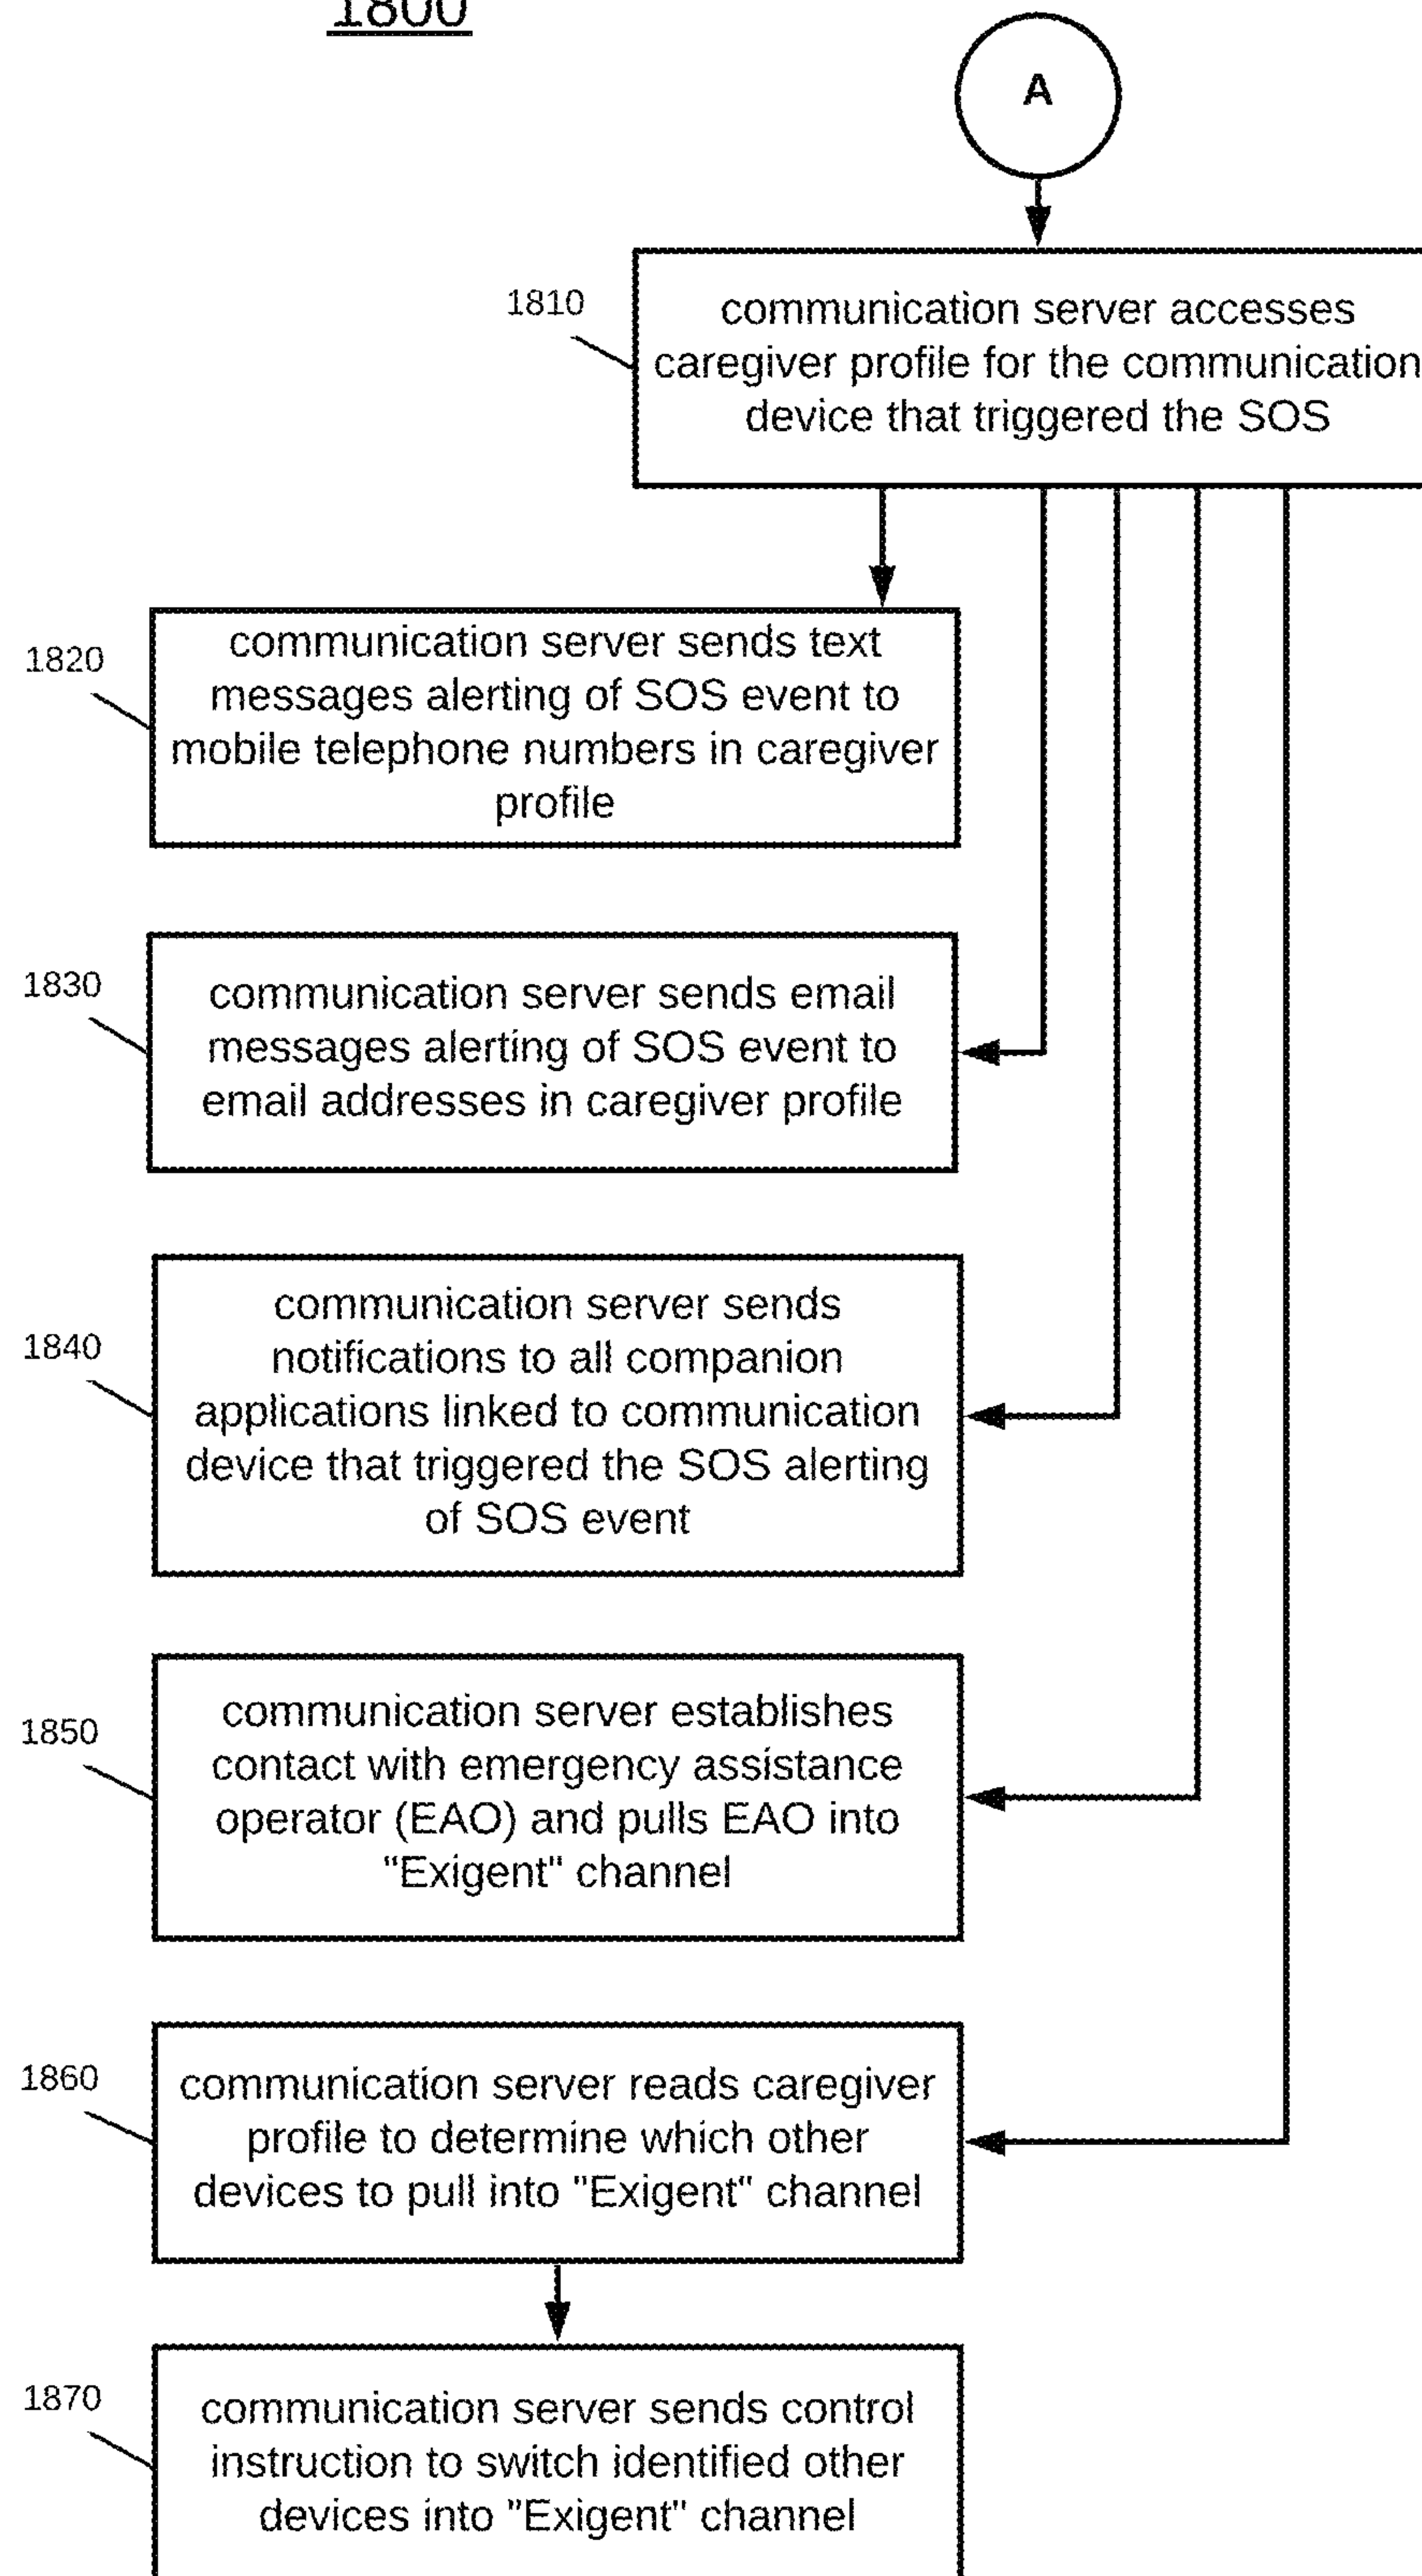 1800
A
1810
communication server accesses
caregiver profile for the communication
device that triggered the SOS
1820
communication server sends text
messages alerting of SOS event to
mobile telephone numbers in caregiver
profile
1830
communication server sends email
messages alerting of SOS event to
email addresses in caregiver profile
1840
communication server sends
notifications to all companion
applications linked to communication
device that triggered the SOS alerting
of SOS event
1850
communication server establishes
contact with emergency assistance
operator (EAO) and pulls EAO into
"Exigent" channel
1860
communication server reads caregiver
profile to determine which other
devices to pull into "Exigent" channel
1870
communication server sends control
instruction to switch identified other
devices into "Exigent" channel